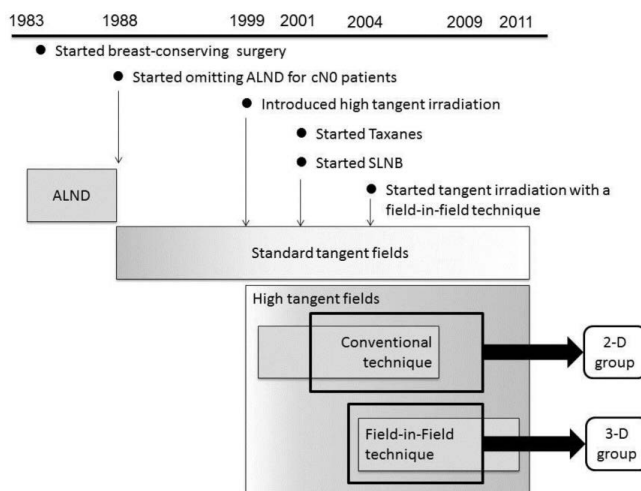 1983 1988 1999 2001 2004 2009 2011
Started breast-conserving surgery
Started omitting ALND for cN0 patients
Introduced high tangent irradiation
Started Taxanes
Started SLNB
Started tangent irradiation with a
field-in-field technique
ALND
Standard tangent fields
High tangent fields
Conventional
technique
2-D
group
Field-in-Field
technique
3-D
group